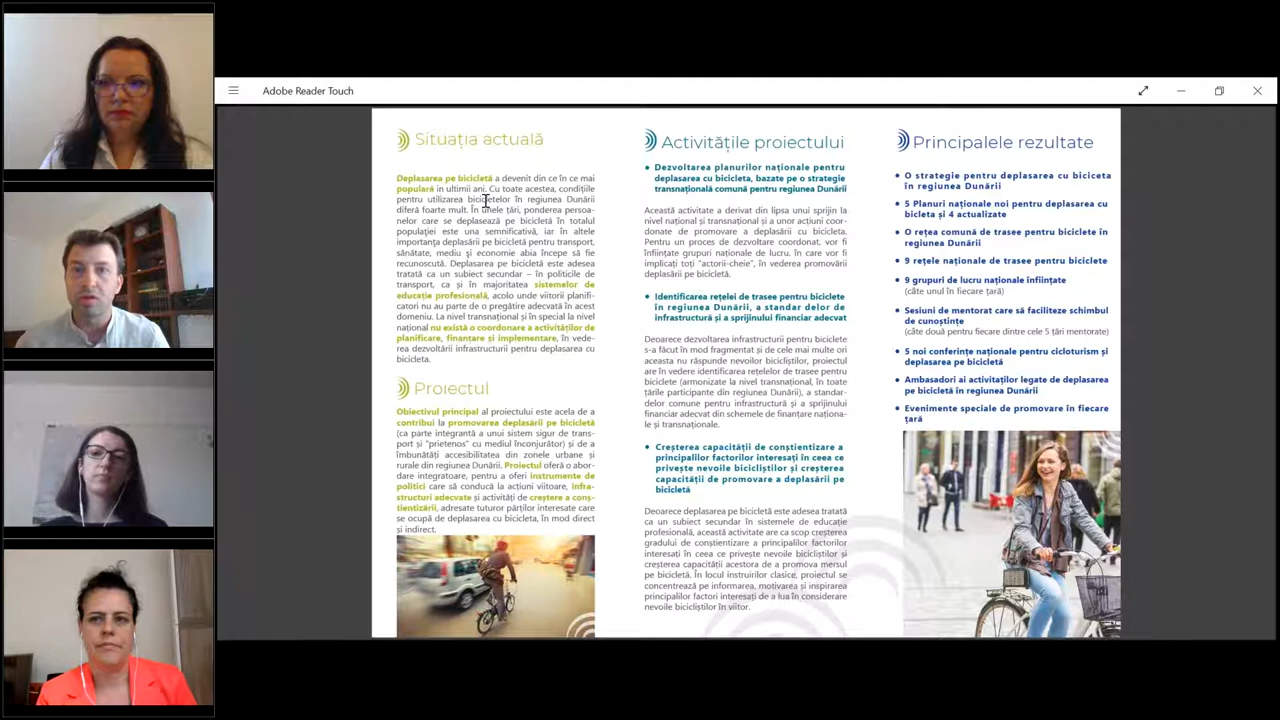 Adobe Reader Touch
Situația actuală
Deplasarea pe bicicletă a devenit din ce în ce mai
populară in ultimii ani. Cu toate acestea, condițiile
pentru utilizarea bicicletelor în regiunea Dunării
diferă foarte mult. În unele țări, ponderea persoa-
nelor care se deplasează pe bicicletă în totalul
populației este una semnificativă, iar în altele
importanța deplasării pe bicicletă pentru transport,
sănătate, mediu și economie abia începe să fie
recunoscută. Deplasarea pe bicicletă este adesea
tratată ca un subiect secundar – în politicile de
transport, ca și în majoritatea sistemelor de
educație profesională, acolo unde viitorii planifi-
catori nu au parte de o pregătire adecvată în acest
domeniu. La nivel transnațional și în special la nivel
național nu există o coordonare a activităților de
planificare, finanțare și implementare, în vede-
rea dezvoltării infrastructurii pentru deplasarea cu
bicicleta.
Proiectul
Obiectivul principal al proiectului este acela de a
contribui la promovarea deplasării pe bicicletă
(ca parte integrantă a unui sistem sigur de trans-
port și "prietenos" cu mediul înconjurător) și de a
îmbunătăți accesibilitatea din zonele urbane și
rurale din regiunea Dunării. Proiectul oferă o abor-
dare integratoare, pentru a oferi instrumente de
politici care să conducă la acțiuni viitoare, infra-
structuri adecvate și activități de creștere a conș-
tientizării, adresate tuturor părților interesate care
se ocupă de deplasarea cu bicicleta, în mod direct
și indirect.
Activitățile proiectului
• Dezvoltarea planurilor naționale pentru
deplasarea cu bicicleta, bazate pe o strategie
transnațională comună pentru regiunea Dunării
Această activitate a derivat din lipsa unui sprijin la
nivel național și transnațional și a unor acțiuni coor-
donate de promovare a deplasării cu bicicleta.
Pentru un proces de dezvoltare coordonat, vor fi
înființate grupuri naționale de lucru, în care vor fi
implicați toți "actorii-cheie", în vederea promovării
deplasării pe bicicletă.
• Identificarea rețelei de trasee pentru biciclete
în regiunea Dunării, a standar delor de
infrastructură și a sprijinului financiar adecvat
Deoarece dezvoltarea infrastructurii pentru biciclete
s-a făcut în mod fragmentat și de cele mai multe ori
aceasta nu răspunde nevoilor bicicliștilor, proiectul
are în vedere identificarea rețelelor de trasee pentru
biciclete (armonizate la nivel transnațional, în toate
țările participante din regiunea Dunării), a standar-
delor comune pentru infrastructură și a sprijinului
financiar adecvat din schemele de finanțare naționa-
le și transnaționale.
• Creșterea capacității de conștientizare a
principalilor factorilor interesați în ceea ce
privește nevoile bicicliștilor și creșterea
capacității de promovare a deplasării pe
bicicletă
Deoarece deplasarea pe bicicletă este adesea tratată
ca un subiect secundar în sistemele de educație
profesională, această activitate are ca scop creșterea
gradului de conștientizare a principalilor factorilor
interesați în ceea ce privește nevoile bicicliștilor și
creșterea capacității acestora de a promova mersul
pe bicicletă. În locul instruirilor clasice, proiectul se
concentrează pe informarea, motivarea și inspirarea
principalilor factori interesați de a lua în considerare
nevoile bicicliștilor în viitor.
Principalele rezultate
• O strategie pentru deplasarea cu biciceta
în regiunea Dunării
• 5 Planuri naționale noi pentru deplasarea cu
bicleta și 4 actualizate
• O rețea comună de trasee pentru biciclete în
regiunea Dunării
• 9 rețele naționale de trasee pentru biciclete
• 9 grupuri de lucru naționale înființate
(câte unul în fiecare țară)
• Sesiuni de mentorat care să faciliteze schimbul
de cunoștințe
(câte două pentru fiecare dintre cele 5 țări mentorate)
• 5 noi conferințe naționale pentru cicloturism și
deplasarea pe bicicletă
• Ambasadori ai activitaților legate de deplasarea
pe bicicletă în regiunea Dunării
• Evenimente speciale de promovare în fiecare
țară